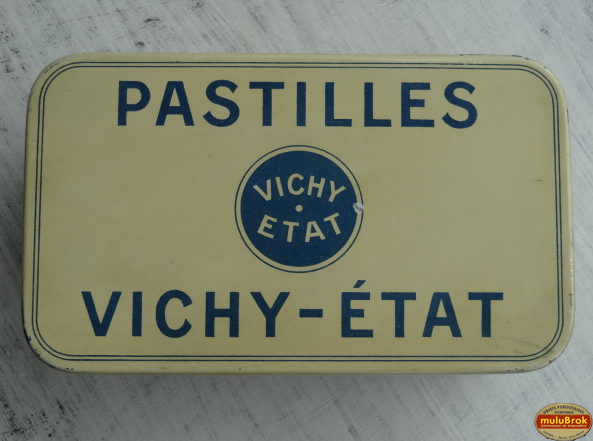 PASTILLES
VICHY
ETAT
VICHY-ÉTAT
muluBrok